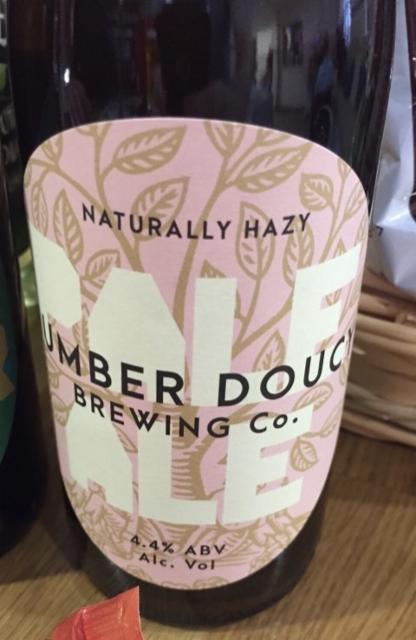 NATURALLY HAZY
PALE
UMBER DOUC
BREWING Co.
ALE
4.4% ABV
Alc. Vol